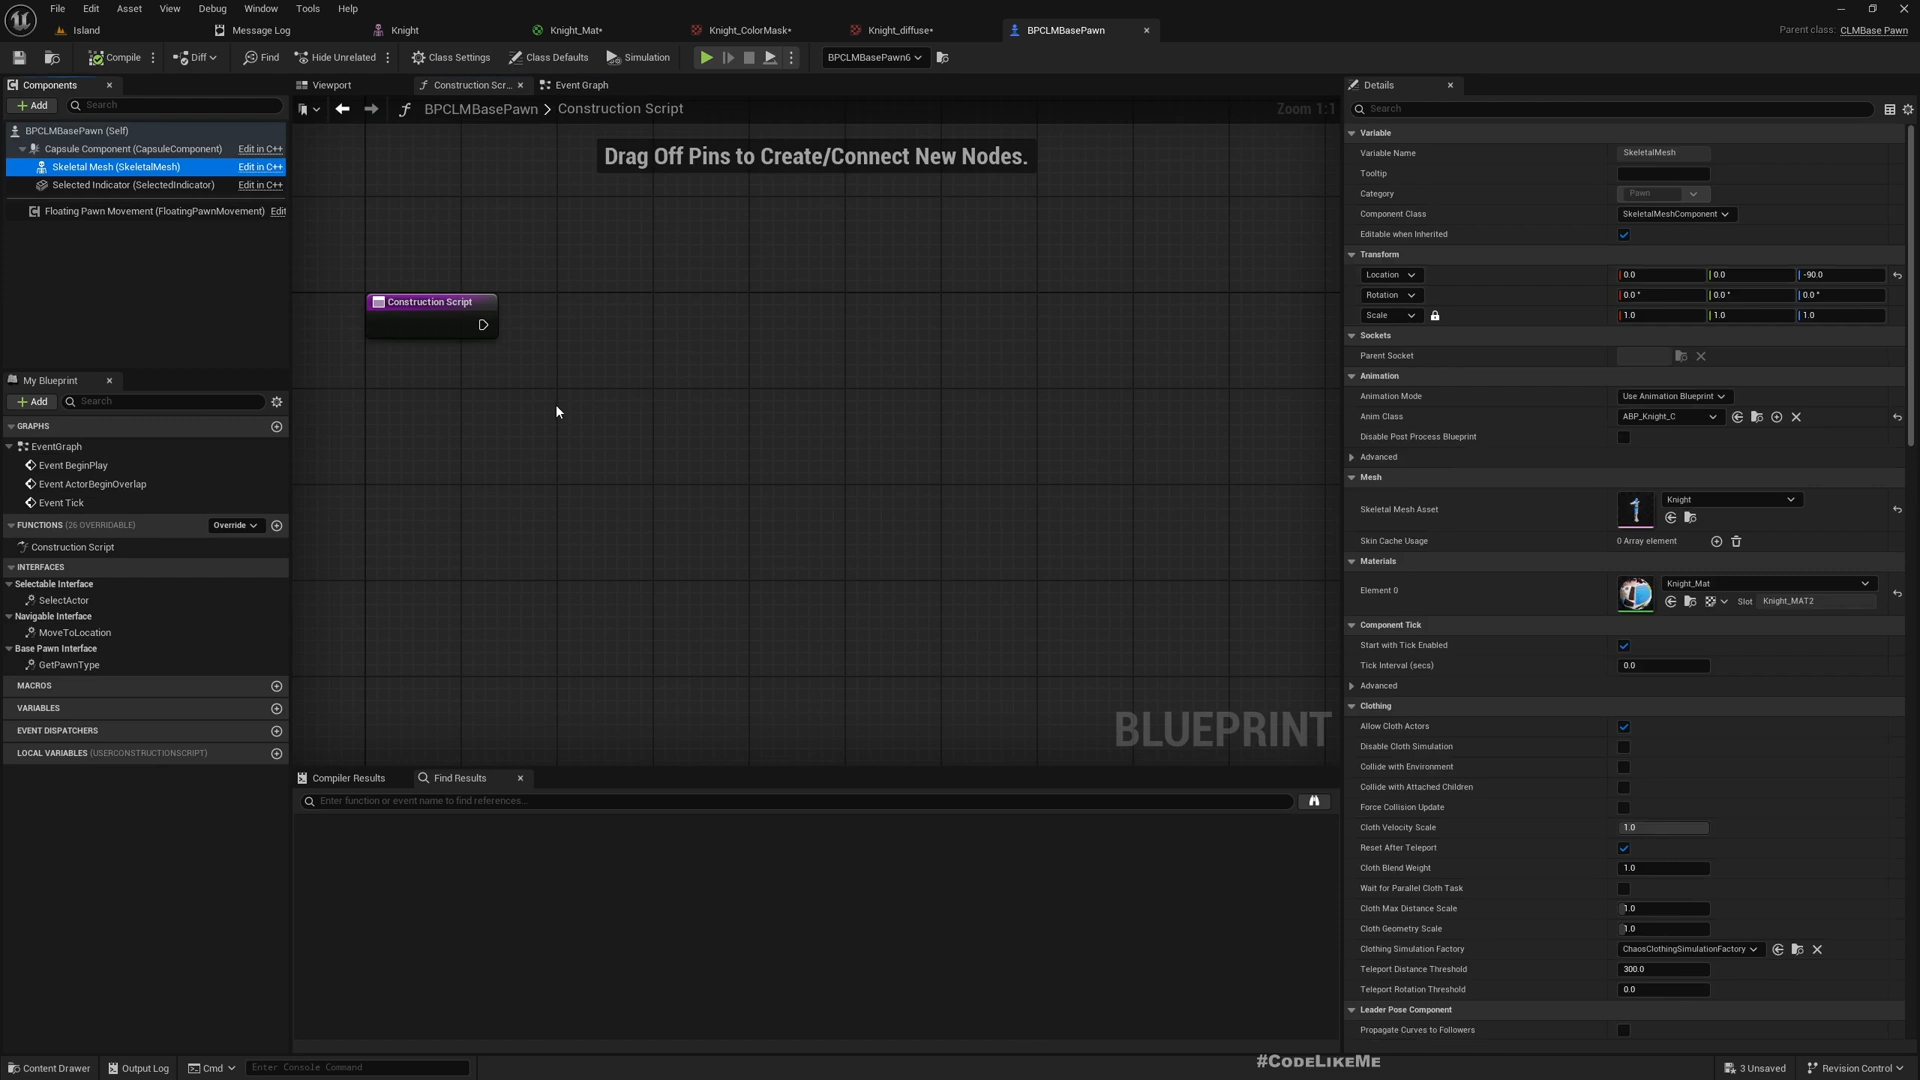 File Edit Asset View Debug Window Tools Help
Island Message Log Knight Knight_Mat* Knight_ColorMask* Knight_diffuse* BPCLMBasePawn Parent class: CLMBase Pawn
Compile Diff Find Hide Unrelated Class Settings Class Defaults Simulation BPCLMBasePawn6
Components
Add Search
BPCLMBasePawn (Self)
Capsule Component (CapsuleComponent) Edit in C++
Skeletal Mesh (SkeletalMesh) Edit in C++
Selected Indicator (SelectedIndicator) Edit in C++
Floating Pawn Movement (FloatingPawnMovement) Edit
My Blueprint
Add Search
GRAPHS
EventGraph
Event BeginPlay
Event ActorBeginOverlap
Event Tick
FUNCTIONS (26 OVERRIDABLE) Override
Construction Script
INTERFACES
Selectable Interface
SelectActor
Navigable Interface
MoveToLocation
Base Pawn Interface
GetPawnType
MACROS
VARIABLES
EVENT DISPATCHERS
LOCAL VARIABLES (USERCONSTRUCTIONSCRIPT)
Viewport Construction Scr... Event Graph
BPCLMBasePawn > Construction Script Zoom 1:1
Drag Off Pins to Create/Connect New Nodes.
Construction Script
BLUEPRINT
Compiler Results Find Results
Enter function or event name to find references...
Details
Search
Variable
Variable Name SkeletalMesh
Tooltip
Category Pawn
Component Class SkeletalMeshComponent
Editable when Inherited
Transform
Location 0.0 0.0 -90.0
Rotation 0.0 ° 0.0 ° 0.0 °
Scale 1.0 1.0 1.0
Sockets
Parent Socket
Animation
Animation Mode Use Animation Blueprint
Anim Class ABP_Knight_C
Disable Post Process Blueprint
Advanced
Mesh
Skeletal Mesh Asset Knight
Skin Cache Usage 0 Array element
Materials
Element 0 Knight_Mat
Slot Knight_MAT2
Component Tick
Start with Tick Enabled
Tick Interval (secs) 0.0
Advanced
Clothing
Allow Cloth Actors
Disable Cloth Simulation
Collide with Environment
Collide with Attached Children
Force Collision Update
Cloth Velocity Scale 1.0
Reset After Teleport
Cloth Blend Weight 1.0
Wait for Parallel Cloth Task
Cloth Max Distance Scale 1.0
Cloth Geometry Scale 1.0
Clothing Simulation Factory ChaosClothingSimulationFactory
Teleport Distance Threshold 300.0
Teleport Rotation Threshold 0.0
Leader Pose Component
Propagate Curves to Followers
#CodeLikeMe
Content Drawer Output Log Cmd Enter Console Command 3 Unsaved Revision Control